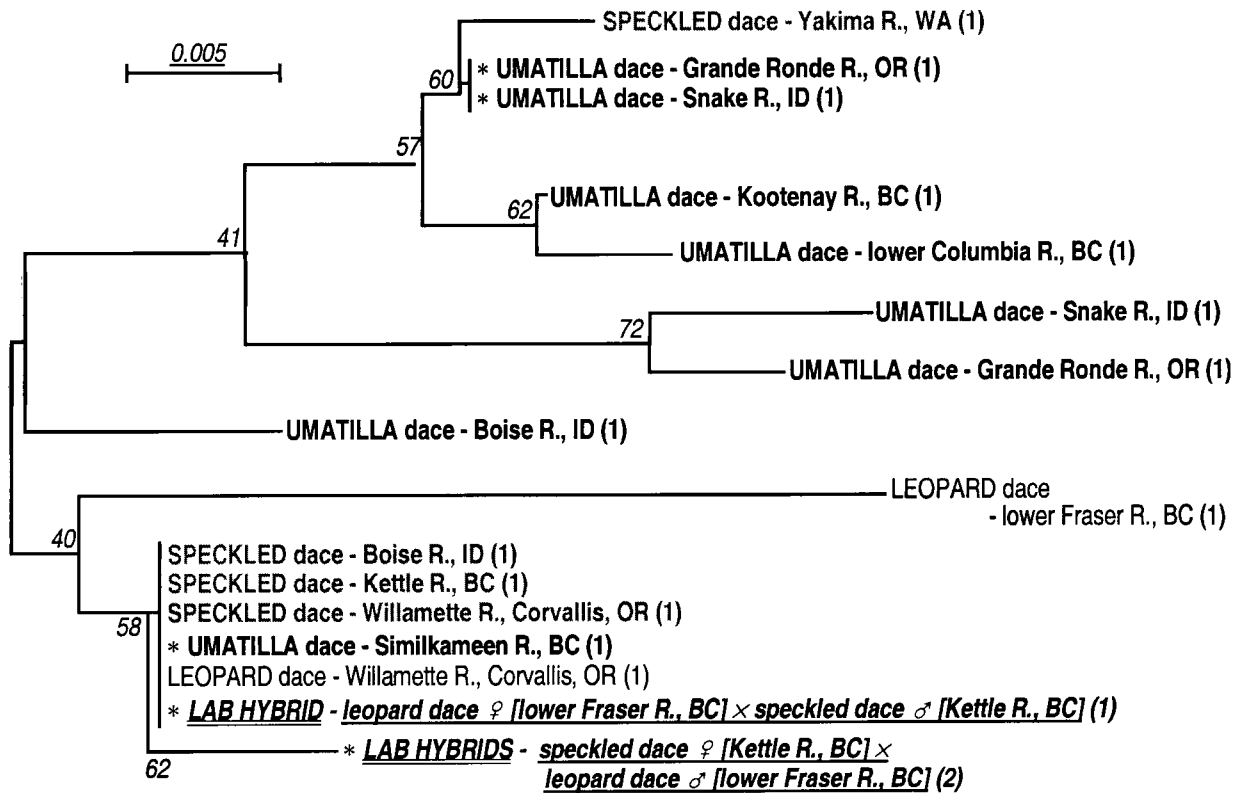 SPECKLED dace - Yakima R., WA (1)
0.005
* UMATILLA dace - Grande Ronde R., OR (1)
60
* UMATILLA dace - Snake R., ID (1)
57
UMATILLA dace - Kootenay R., BC (1)
62
41
UMATILLA dace - lower Columbia R., BC (1)
UMATILLA dace - Snake R., ID (1)
72
UMATILLA dace - Grande Ronde R., OR (1)
UMATILLA dace - Boise R., ID (1)
LEOPARD dace
- lower Fraser R., BC (1)
40
SPECKLED dace - Boise R., ID (1)
SPECKLED dace - Kettle R., BC (1)
SPECKLED dace - Willamette R., Corvallis, OR (1)
58
* UMATILLA dace - Similkameen R., BC (1)
LEOPARD dace - Willamette R., Corvallis, OR (1)
* LAB HYBRID - leopard dace ♀ [lower Fraser R., BC] × speckled dace ♂ [Kettle R., BC] (1)
* LAB HYBRIDS - speckled dace ♀ [Kettle R., BC] ×
62
leopard dace ♂ [lower Fraser R., BC] (2)